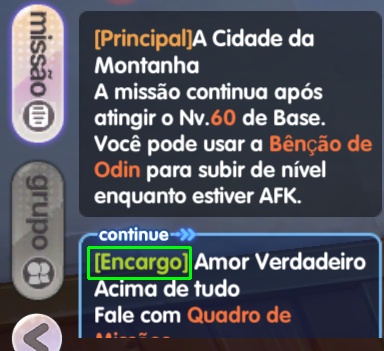 missão
[Principal]A Cidade da
Montanha
A missão continua após
atingir o Nv.60 de Base.
Você pode usar a Bênção de
Odin para subir de nível
enquanto estiver AFK.
grupo
continue
[Encargo] Amor Verdadeiro
Acima de tudo
Fale com Quadro de
Missões